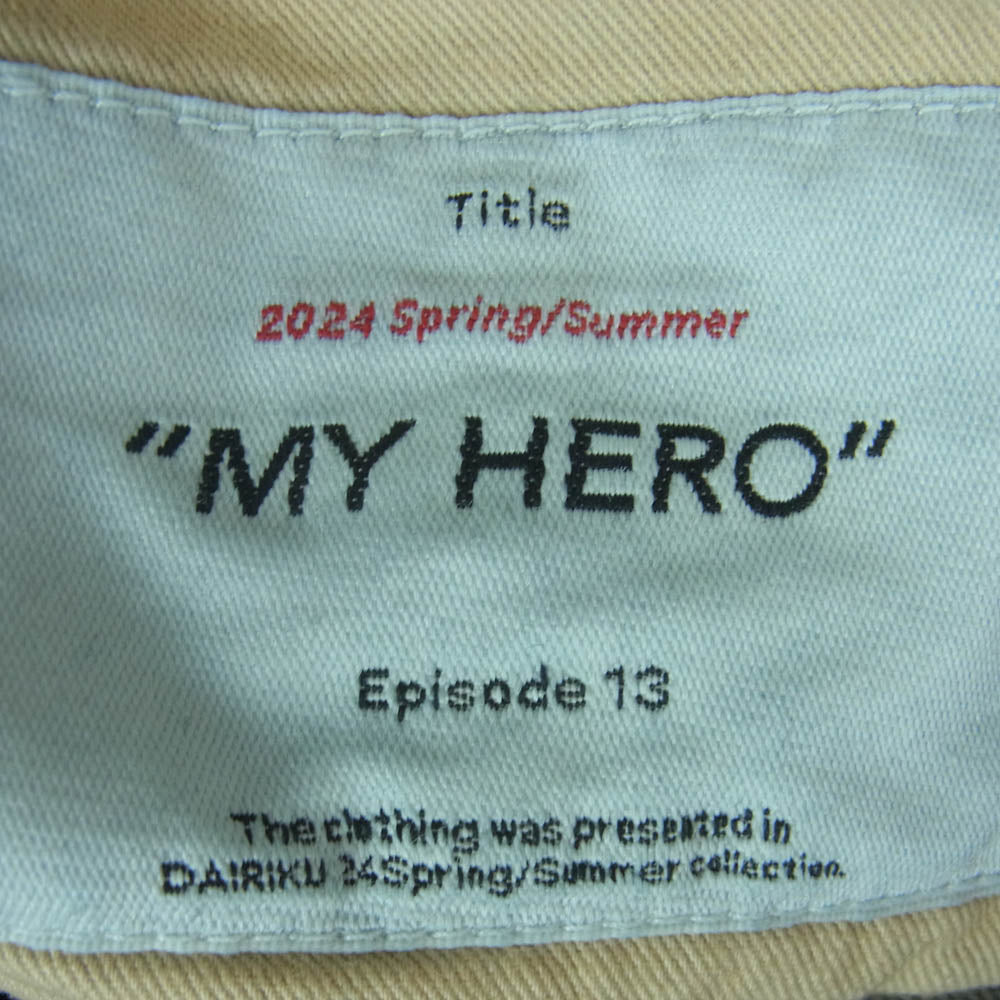 Title
2024 Spring/Summer
"MY HERO"
Episode 13
The clothing was presented in
DAIRIKU 24Spring/Summer collection.